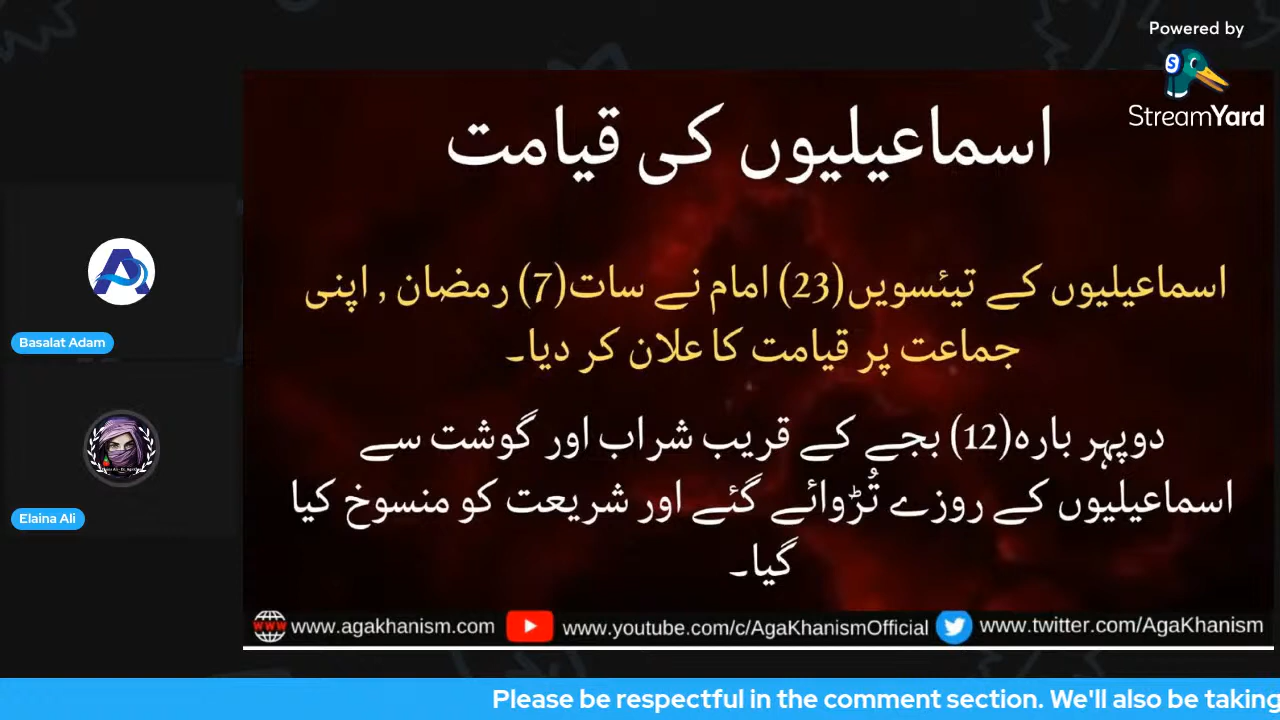 Powered by
StreamYard
اسماعیلیوں کی قیامت
اسماعیلیوں کے تیئسویں(23) امام نے سات(7) رمضان , اپنی
جماعت پر قیامت کا علان کر دیا۔
دوپہر بارہ(12) بجے کے قریب شراب اور گوشت سے
اسماعیلیوں کے روزے تُڑوائے گئے اور شریعت کو منسوخ کیا
گیا۔
Basalat Adam
Elaina Ali
www.agakhanism.com www.youtube.com/c/AgaKhanismOfficial www.twitter.com/AgaKhanism
Please be respectful in the comment section. We'll also be taking